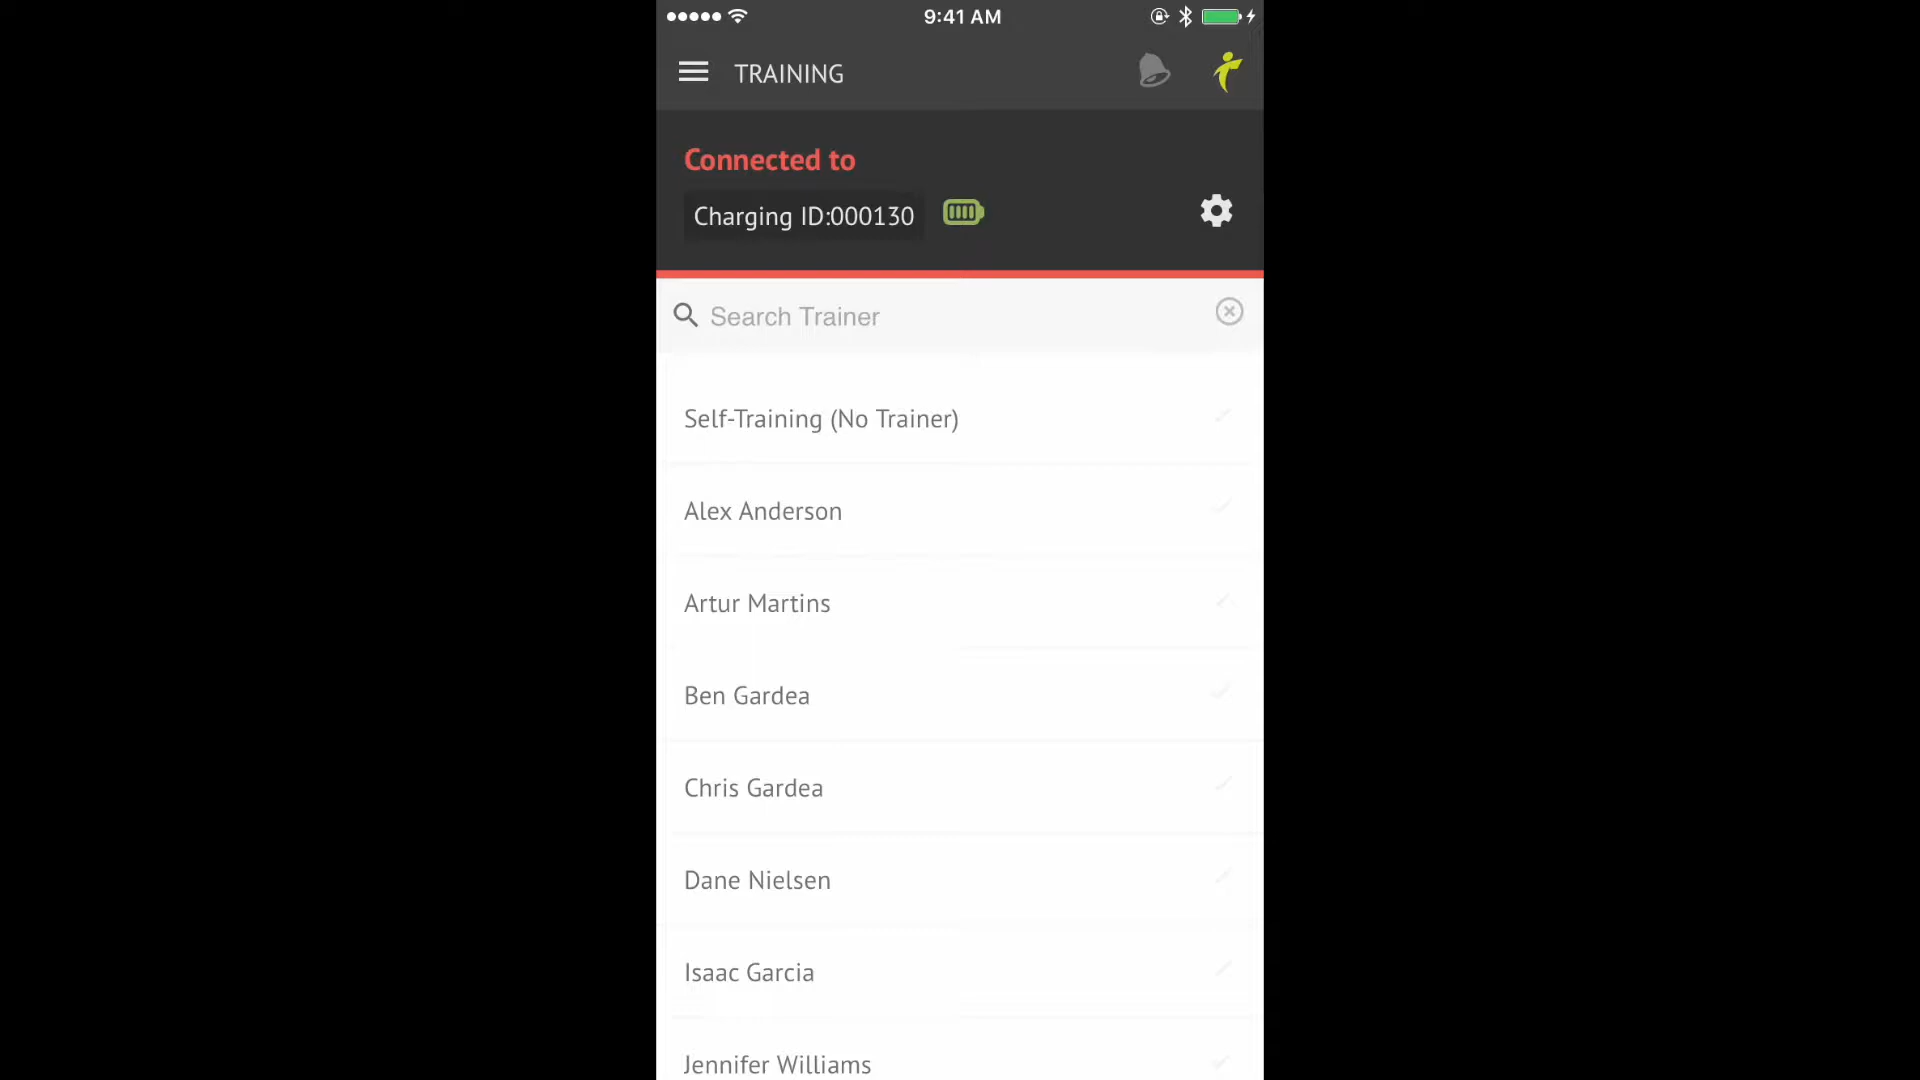 9:41 AM
TRAINING
Connected to
Charging ID:000130
Search Trainer
Self-Training (No Trainer)
Alex Anderson
Artur Martins
Ben Gardea
Chris Gardea
Dane Nielsen
Isaac Garcia
Jennifer Williams